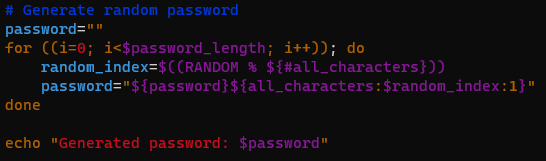 # Generate random password
password=""
for ((i=0; i<$password_length; i++)); do
    random_index=$((RANDOM % ${#all_characters}))
    password="${password}${all_characters:$random_index:1}"
done

echo "Generated password: $password"